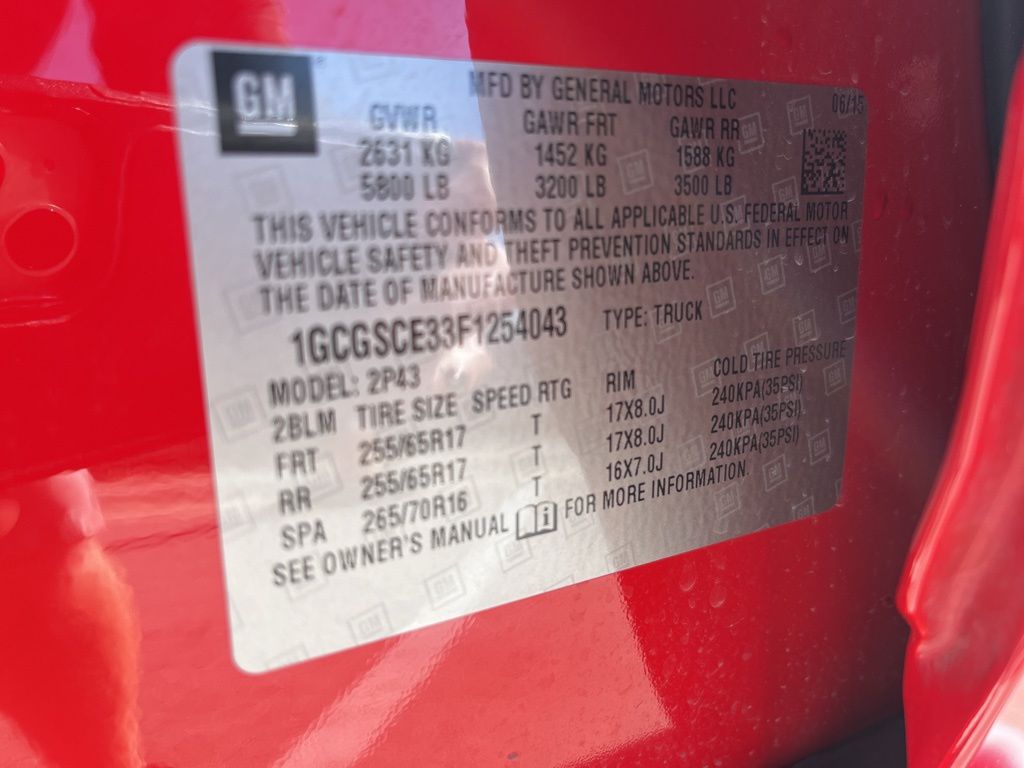 GM
MFD BY GENERAL MOTORS LLC 06/15
GVWR GAWR FRT GAWR RR
2631 KG 1452 KG 1588 KG
5800 LB 3200 LB 3500 LB
THIS VEHICLE CONFORMS TO ALL APPLICABLE U.S. FEDERAL MOTOR
VEHICLE SAFETY AND THEFT PREVENTION STANDARDS IN EFFECT ON
THE DATE OF MANUFACTURE SHOWN ABOVE.
1GCGSCE33F1254043 TYPE: TRUCK
MODEL: 2P43
2BLM TIRE SIZE SPEED RTG RIM COLD TIRE PRESSURE
FRT 255/65R17 T 17X8.0J 240KPA(35PSI)
RR 255/65R17 T 17X8.0J 240KPA(35PSI)
SPA 265/70R16 T 16X7.0J 240KPA(35PSI)
SEE OWNER'S MANUAL FOR MORE INFORMATION